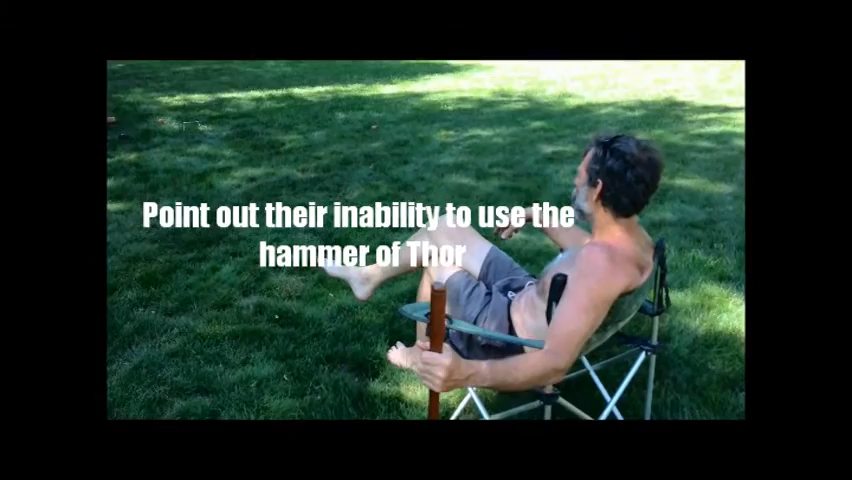 Point out their inability to use the
hammer of Thor